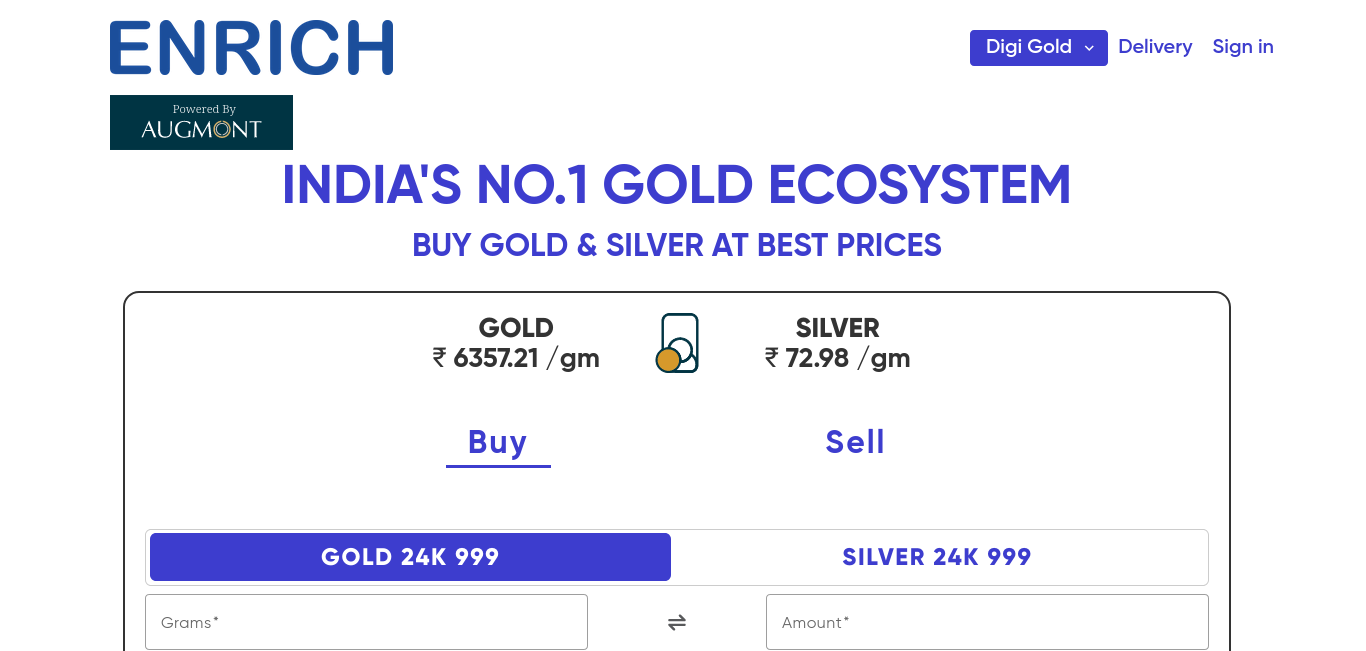 ENRICH
Digi Gold Delivery Sign in
Powered By
AUGMONT
INDIA'S NO.1 GOLD ECOSYSTEM
BUY GOLD & SILVER AT BEST PRICES
GOLD SILVER
₹ 6357.21 /gm ₹ 72.98 /gm
Buy Sell
GOLD 24K 999 SILVER 24K 999
Grams* ⇌ Amount*